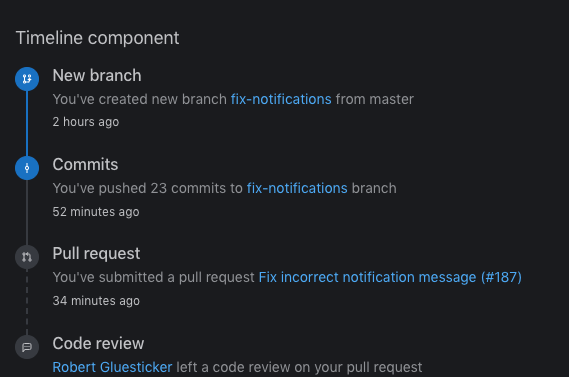 Timeline component
New branch
You've created new branch fix-notifications from master
2 hours ago
Commits
You've pushed 23 commits to fix-notifications branch
52 minutes ago
Pull request
You've submitted a pull request Fix incorrect notification message (#187)
34 minutes ago
Code review
Robert Gluesticker left a code review on your pull request